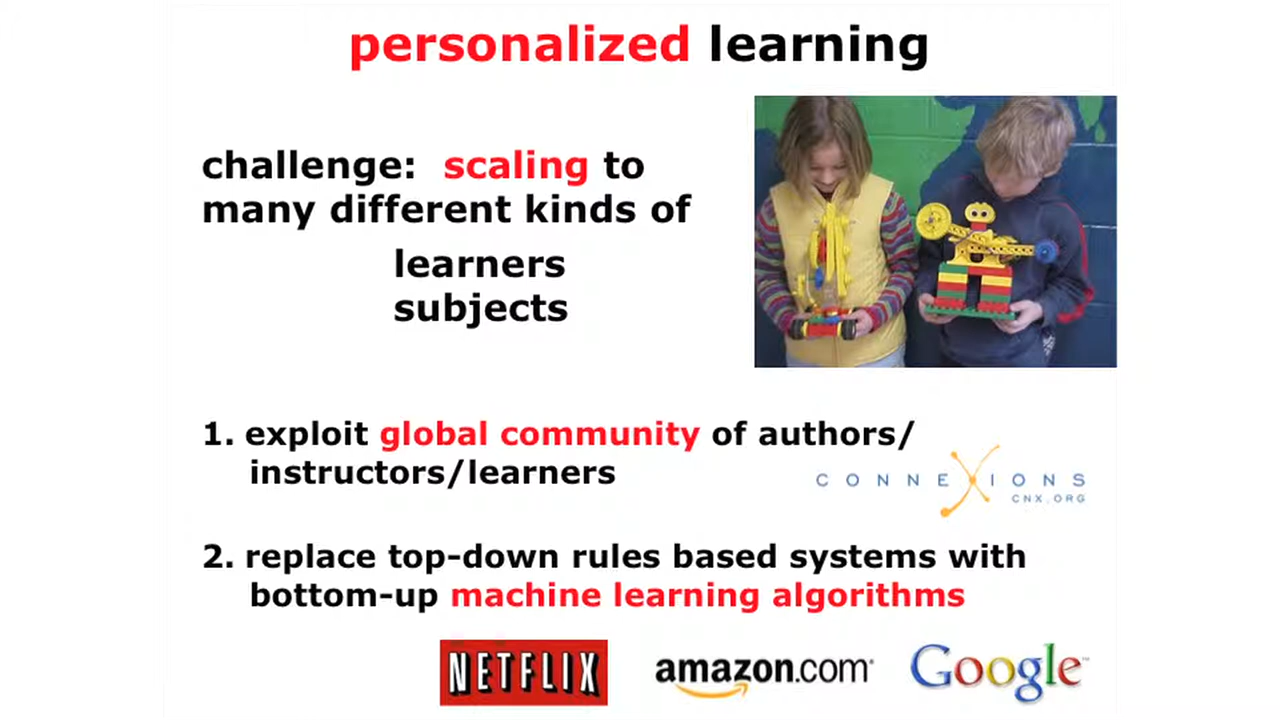 personalized learning
challenge: scaling to
many different kinds of
learners
subjects
1. exploit global community of authors/
instructors/learners
CONNEXIONS
CNX.ORG
2. replace top-down rules based systems with
bottom-up machine learning algorithms
NETFLIX
amazon.com
Google